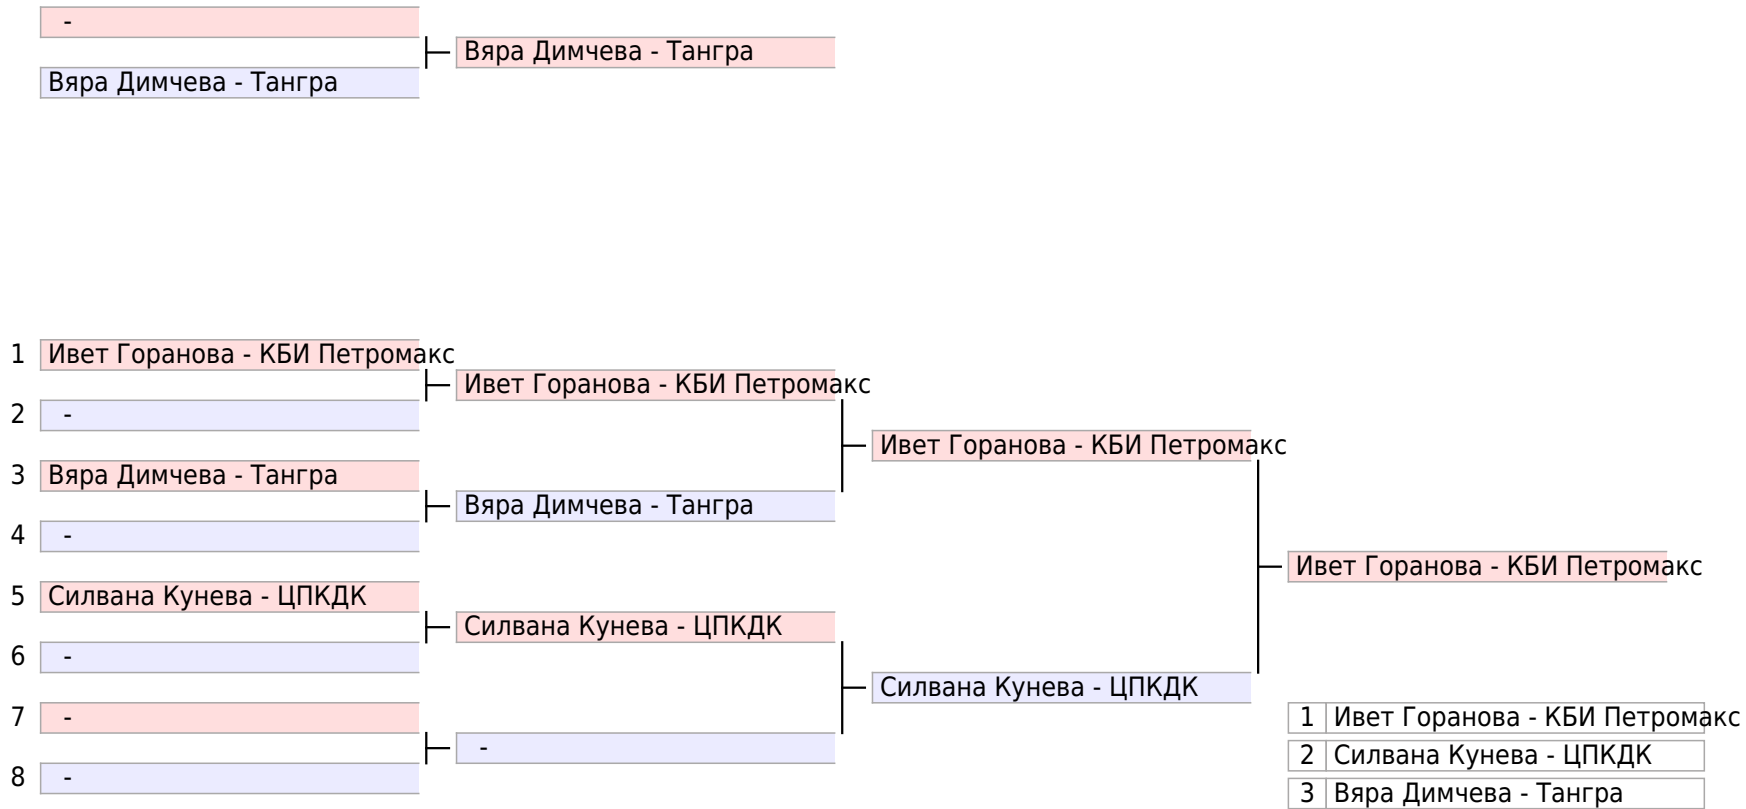 -
Вяра Димчева - Тангра
Вяра Димчева - Тангра
1 Ивет Горанова - КБИ Петромакс
Ивет Горанова - КБИ Петромакс
2 -
Ивет Горанова - КБИ Петромакс
3 Вяра Димчева - Тангра
Вяра Димчева - Тангра
4 -
Ивет Горанова - КБИ Петромакс
5 Силвана Кунева - ЦПКДК
Силвана Кунева - ЦПКДК
6 -
Силвана Кунева - ЦПКДК
7 -
-
8 -
1 Ивет Горанова - КБИ Петромакс
2 Силвана Кунева - ЦПКДК
3 Вяра Димчева - Тангра